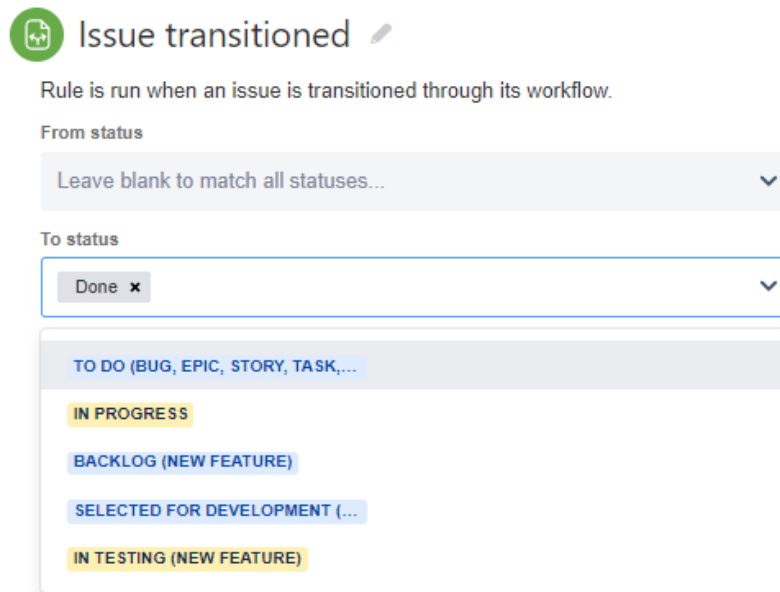 Issue transitioned
Rule is run when an issue is transitioned through its workflow.
From status
Leave blank to match all statuses...
To status
Done ×
TO DO (BUG, EPIC, STORY, TASK,...
IN PROGRESS
BACKLOG (NEW FEATURE)
SELECTED FOR DEVELOPMENT (...
IN TESTING (NEW FEATURE)